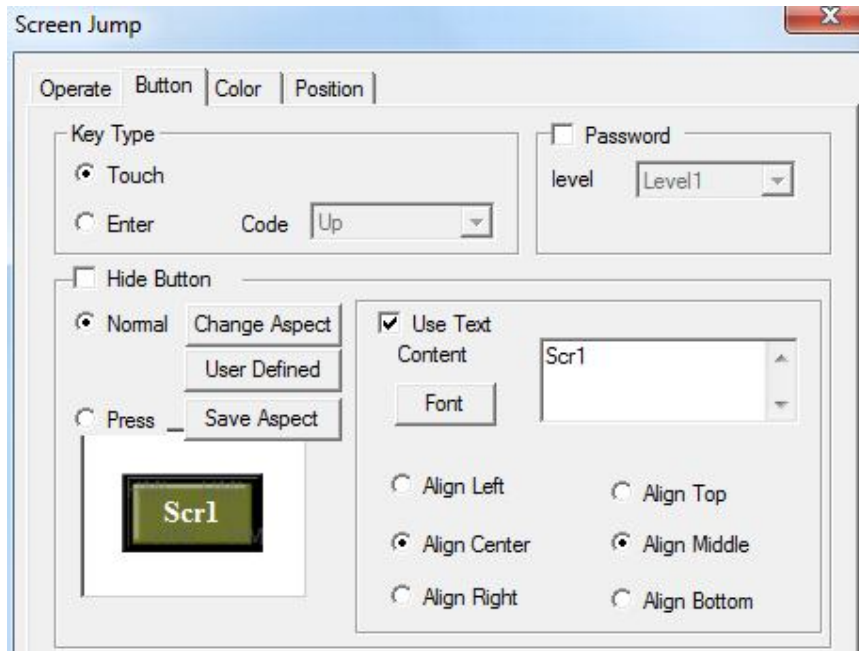 Screen Jump
X
Operate Button Color Position
Key Type
Touch
Enter Code Up
Password
level Level1
Hide Button
Normal Change Aspect
User Defined
Press Save Aspect
Scr1
Use Text
Content Scr1
Font
Align Left Align Top
Align Center Align Middle
Align Right Align Bottom